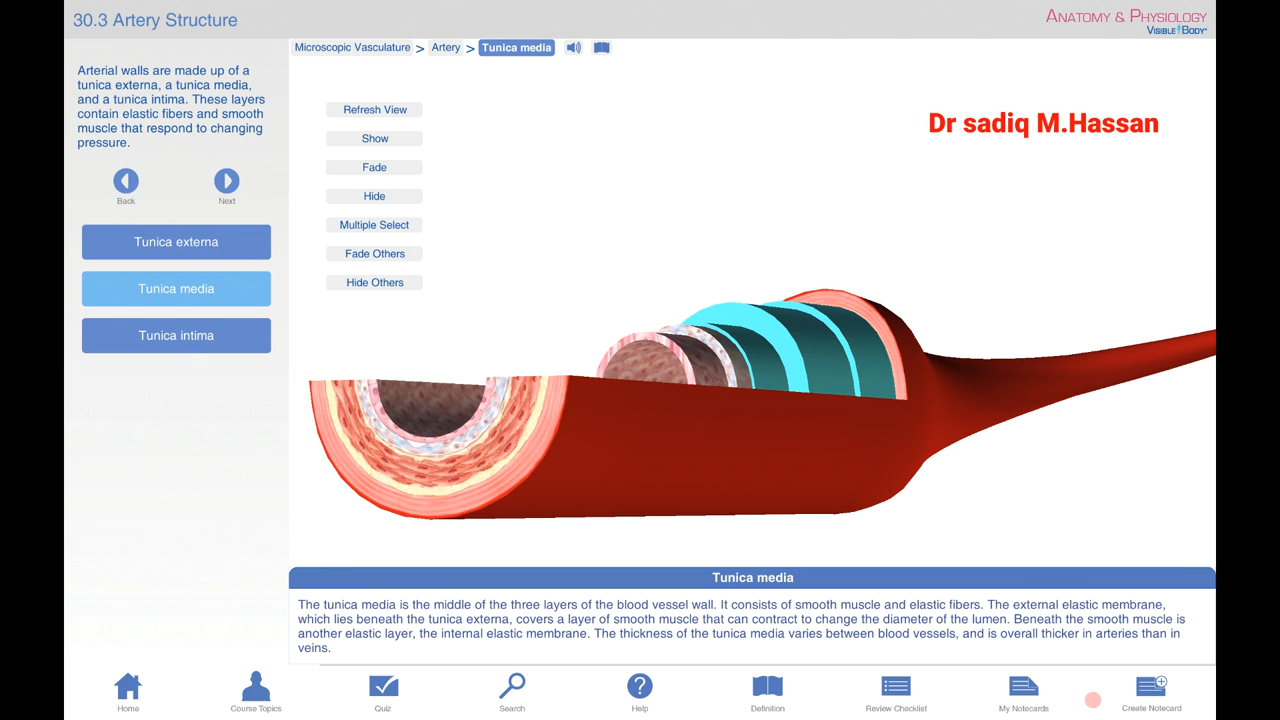 30.3 Artery Structure
ANATOMY & PHYSIOLOGY
VISIBLE BODY
Microscopic Vasculature > Artery > Tunica media
Arterial walls are made up of a
tunica externa, a tunica media,
and a tunica intima. These layers
contain elastic fibers and smooth
muscle that respond to changing
pressure.
Back
Next
Tunica externa
Tunica media
Tunica intima
Refresh View
Show
Fade
Hide
Multiple Select
Fade Others
Hide Others
Dr sadiq M.Hassan
Tunica media
The tunica media is the middle of the three layers of the blood vessel wall. It consists of smooth muscle and elastic fibers. The external elastic membrane,
which lies beneath the tunica externa, covers a layer of smooth muscle that can contract to change the diameter of the lumen. Beneath the smooth muscle is
another elastic layer, the internal elastic membrane. The thickness of the tunica media varies between blood vessels, and is overall thicker in arteries than in
veins.
Home
Course Topics
Quiz
Search
Help
Definition
Review Checklist
My Notecards
Create Notecard